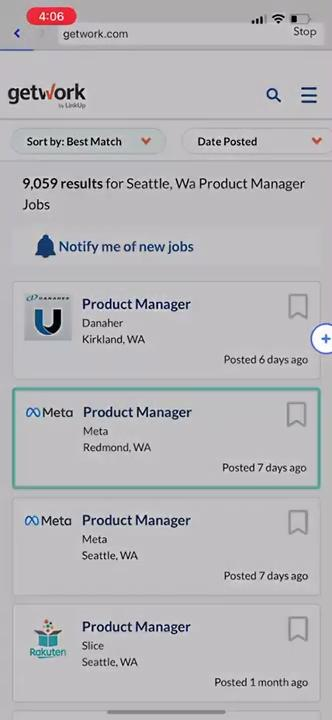 4:06
getwork.com
Stop
getwork
by LinkUp
Sort by: Best Match
Date Posted
9,059 results for Seattle, Wa Product Manager
Jobs
Notify me of new jobs
DANAHER
Product Manager
Danaher
Kirkland, WA
Posted 6 days ago
Meta
Product Manager
Meta
Redmond, WA
Posted 7 days ago
Meta
Product Manager
Meta
Seattle, WA
Posted 7 days ago
Rakuten
Product Manager
Slice
Seattle, WA
Posted 1 month ago